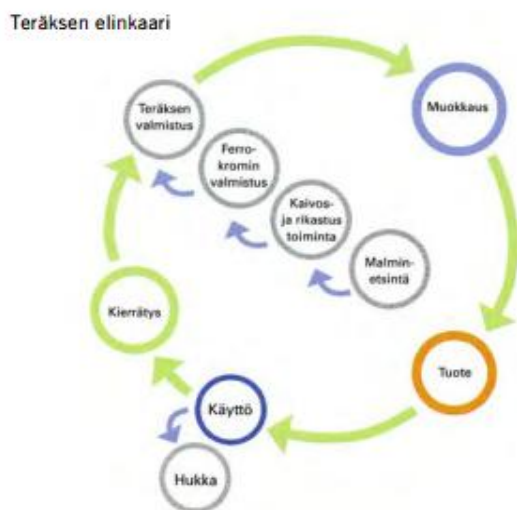 Teräksen elinkaari
Teräksen
valmistus
Muokkaus
Ferro-
kromin
valmistus
Kaivos-
ja rikastus
toiminta
Malmin-
etsintä
Kierrätys
Tuote
Käyttö
Hukka